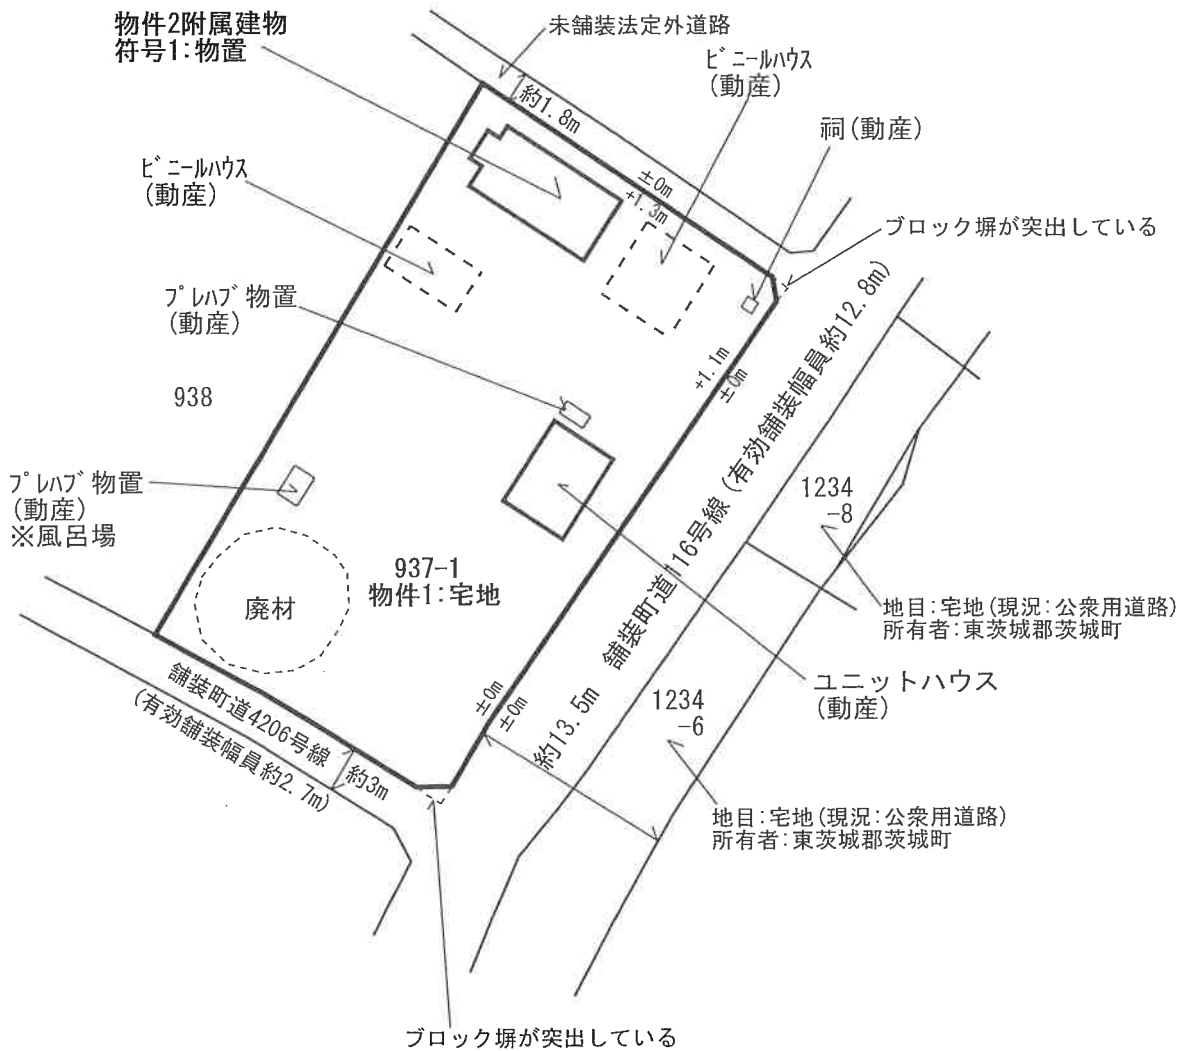 物件2附属建物
符号1:物置
未舗装法定外道路
ﾋﾞﾆｰﾙﾊｳｽ
(動産)
約1.8m
祠(動産)
ﾋﾞﾆｰﾙﾊｳｽ
(動産)
±0m
+1.3m
ブロック塀が突出している
ﾌﾟﾚﾊﾌﾞ物置
(動産)
938
+1.1m
±0m
舗装町道116号線(有効舗装幅員約12.8m)
ﾌﾟﾚﾊﾌﾞ物置
(動産)
※風呂場
1234
-8
937-1
物件1:宅地
廃材
地目:宅地(現況:公衆用道路)
所有者:東茨城郡茨城町
舗装町道4206号線
(有効舗装幅員約2.7m)
約3m
±0m
±0m
約13.5m
1234
-6
ユニットハウス
(動産)
地目:宅地(現況:公衆用道路)
所有者:東茨城郡茨城町
ブロック塀が突出している